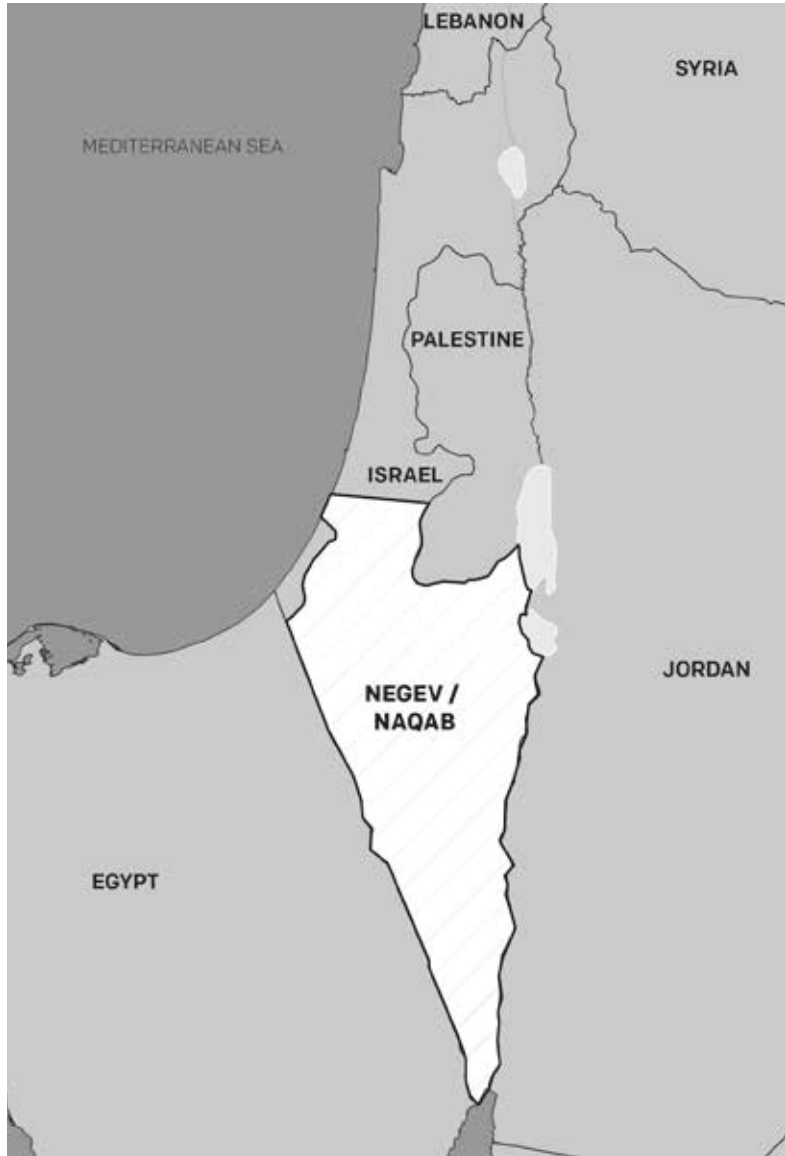 LEBANON
SYRIA
MEDITERRANEAN SEA
PALESTINE
ISRAEL
JORDAN
NEGEV /
NAQAB
EGYPT